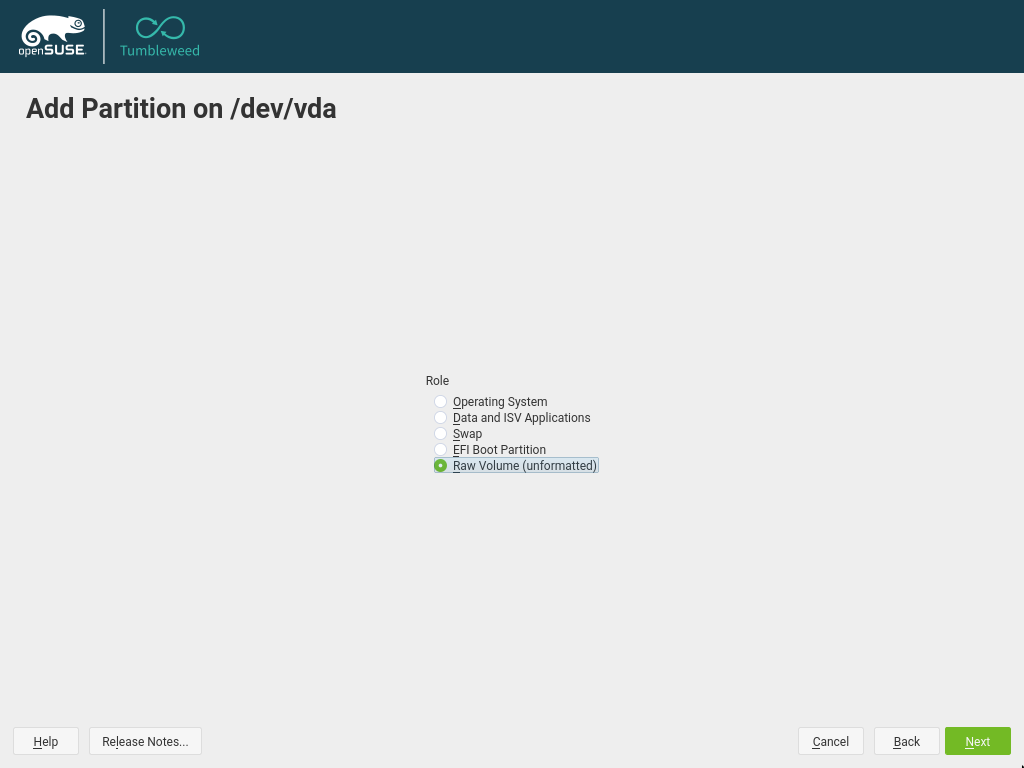 openSUSE
Tumbleweed
Add Partition on /dev/vda
Role
Operating System
Data and ISV Applications
Swap
EFI Boot Partition
Raw Volume (unformatted)
Help
Release Notes...
Cancel
Back
Next